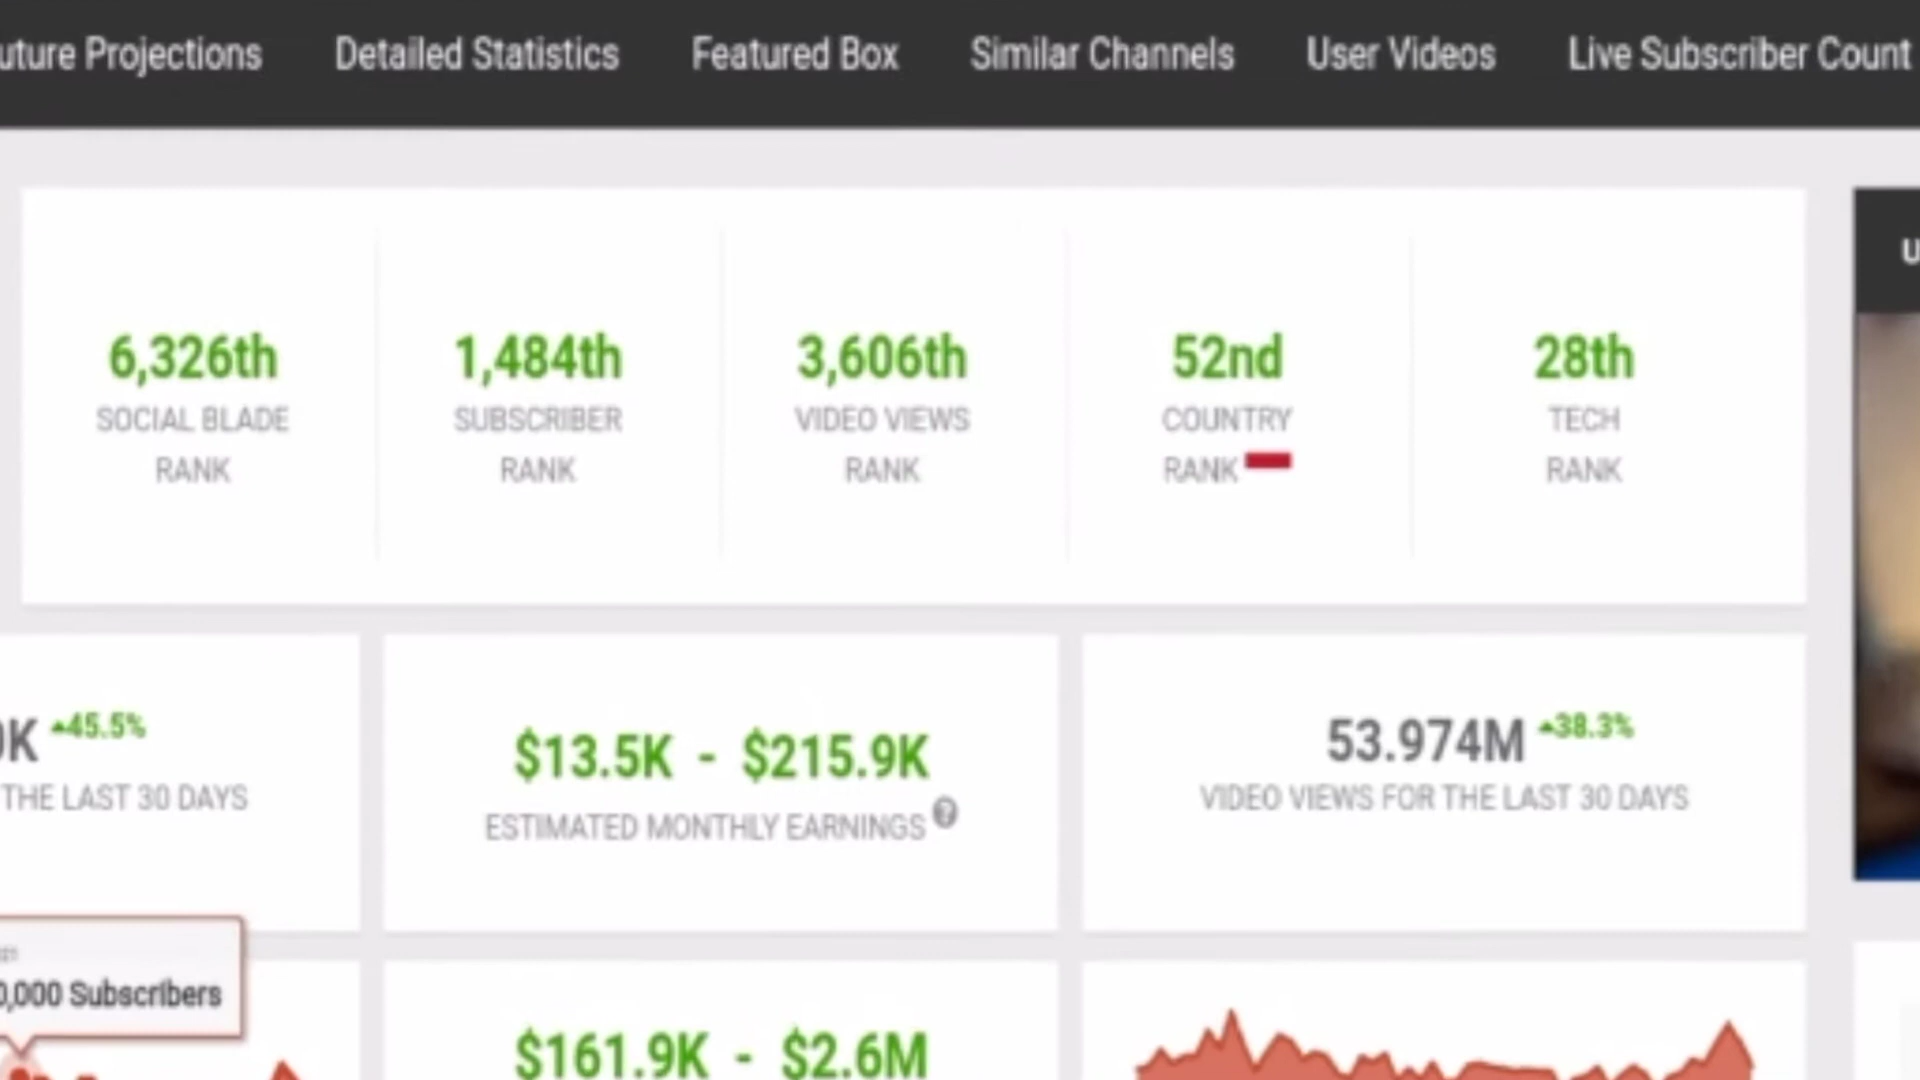 uture Projections Detailed Statistics Featured Box Similar Channels User Videos Live Subscriber Count
U
6,326th 1,484th 3,606th 52nd 28th
SOCIAL BLADE SUBSCRIBER VIDEO VIEWS COUNTRY TECH
RANK RANK RANK RANK RANK
0K 45.5% $13.5K - $215.9K 53.974M 38.3%
THE LAST 30 DAYS ESTIMATED MONTHLY EARNINGS ? VIDEO VIEWS FOR THE LAST 30 DAYS
0,000 Subscribers
$161.9K - $2.6M